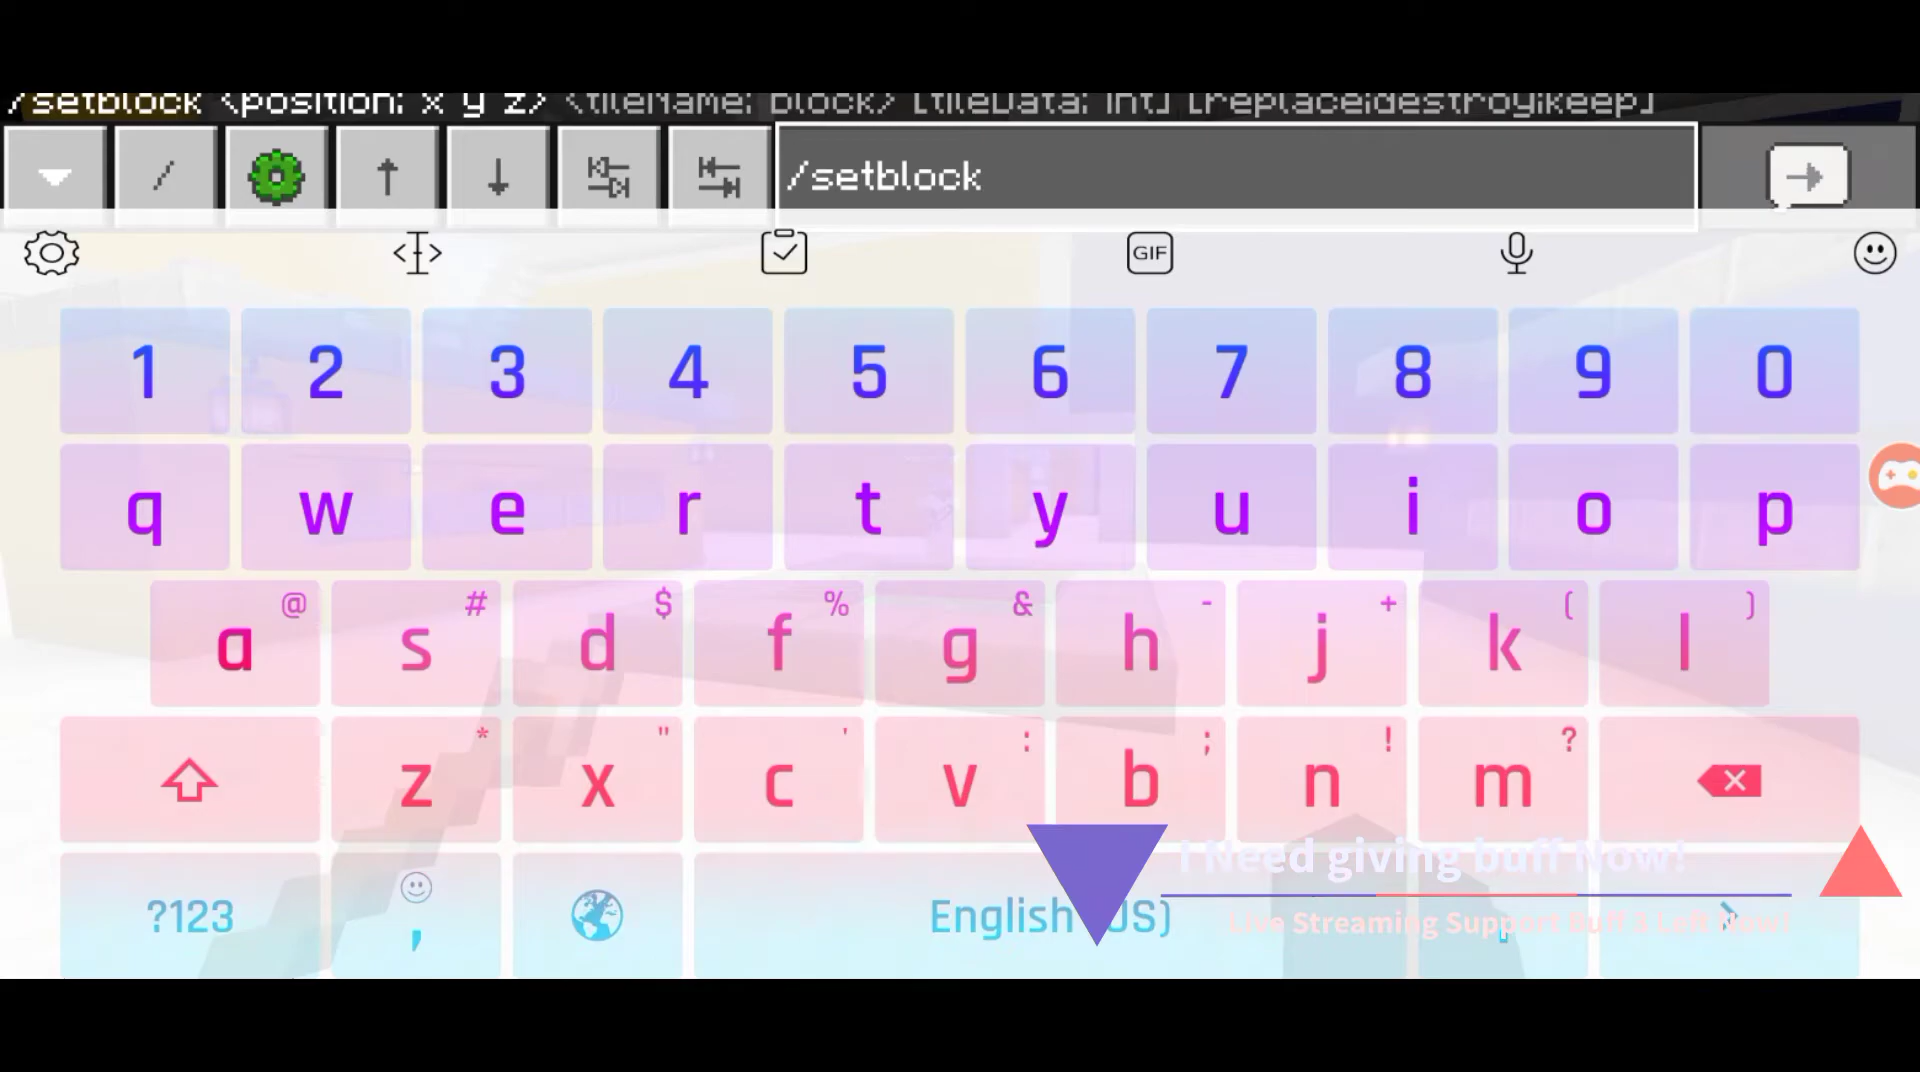 /setblock <position: x y z> <tileName: Block> [tileData: int] [replace|destroy|keep]
/ /setblock
GIF
1 2 3 4 5 6 7 8 9 0
q w e r t y u i o p
@ # $ % & - + ( )
a s d f g h j k l
* " ' : ; ! ?
z x c v b n m
I Need giving buff Now!
?123 , English (US)
Live Streaming Support Buff 3 Left Now!